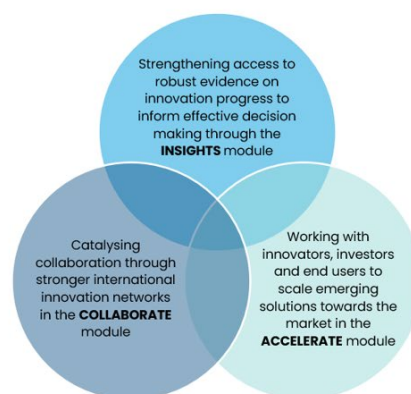 Strengthening access to
robust evidence on
innovation progress to
inform effective decision
making through the
INSIGHTS module
Catalysing
collaboration through
stronger international
innovation networks
in the COLLABORATE
module
Working with
innovators, investors
and end users to
scale emerging
solutions towards the
market in the
ACCELERATE module